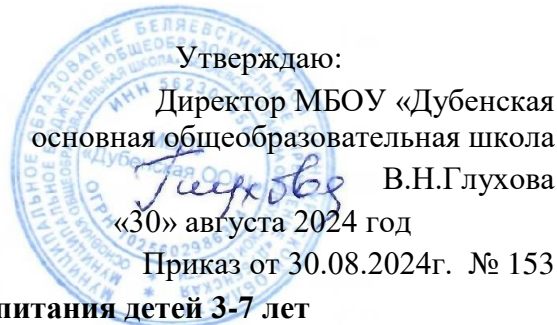 Утверждаю:
Директор МБОУ «Дубенская
основная общеобразовательная школа
В.Н.Глухова
«30» августа 2024 год
Приказ от 30.08.2024г. № 153
питания детей 3-7 лет